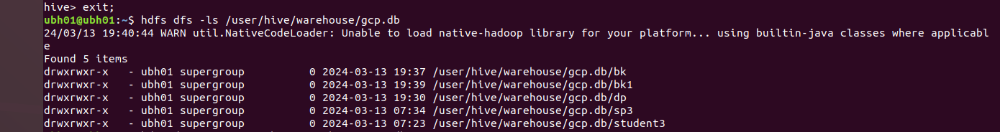 hive> exit;
ubh01@ubh01:~$ hdfs dfs -ls /user/hive/warehouse/gcp.db
24/03/13 19:40:44 WARN util.NativeCodeLoader: Unable to load native-hadoop library for your platform... using builtin-java classes where applicabl
e
Found 5 items
drwxrwxr-x   - ubh01 supergroup          0 2024-03-13 19:37 /user/hive/warehouse/gcp.db/bk
drwxrwxr-x   - ubh01 supergroup          0 2024-03-13 19:39 /user/hive/warehouse/gcp.db/bk1
drwxrwxr-x   - ubh01 supergroup          0 2024-03-13 19:30 /user/hive/warehouse/gcp.db/dp
drwxrwxr-x   - ubh01 supergroup          0 2024-03-13 07:34 /user/hive/warehouse/gcp.db/sp3
drwxrwxr-x   - ubh01 supergroup          0 2024-03-13 07:23 /user/hive/warehouse/gcp.db/student3